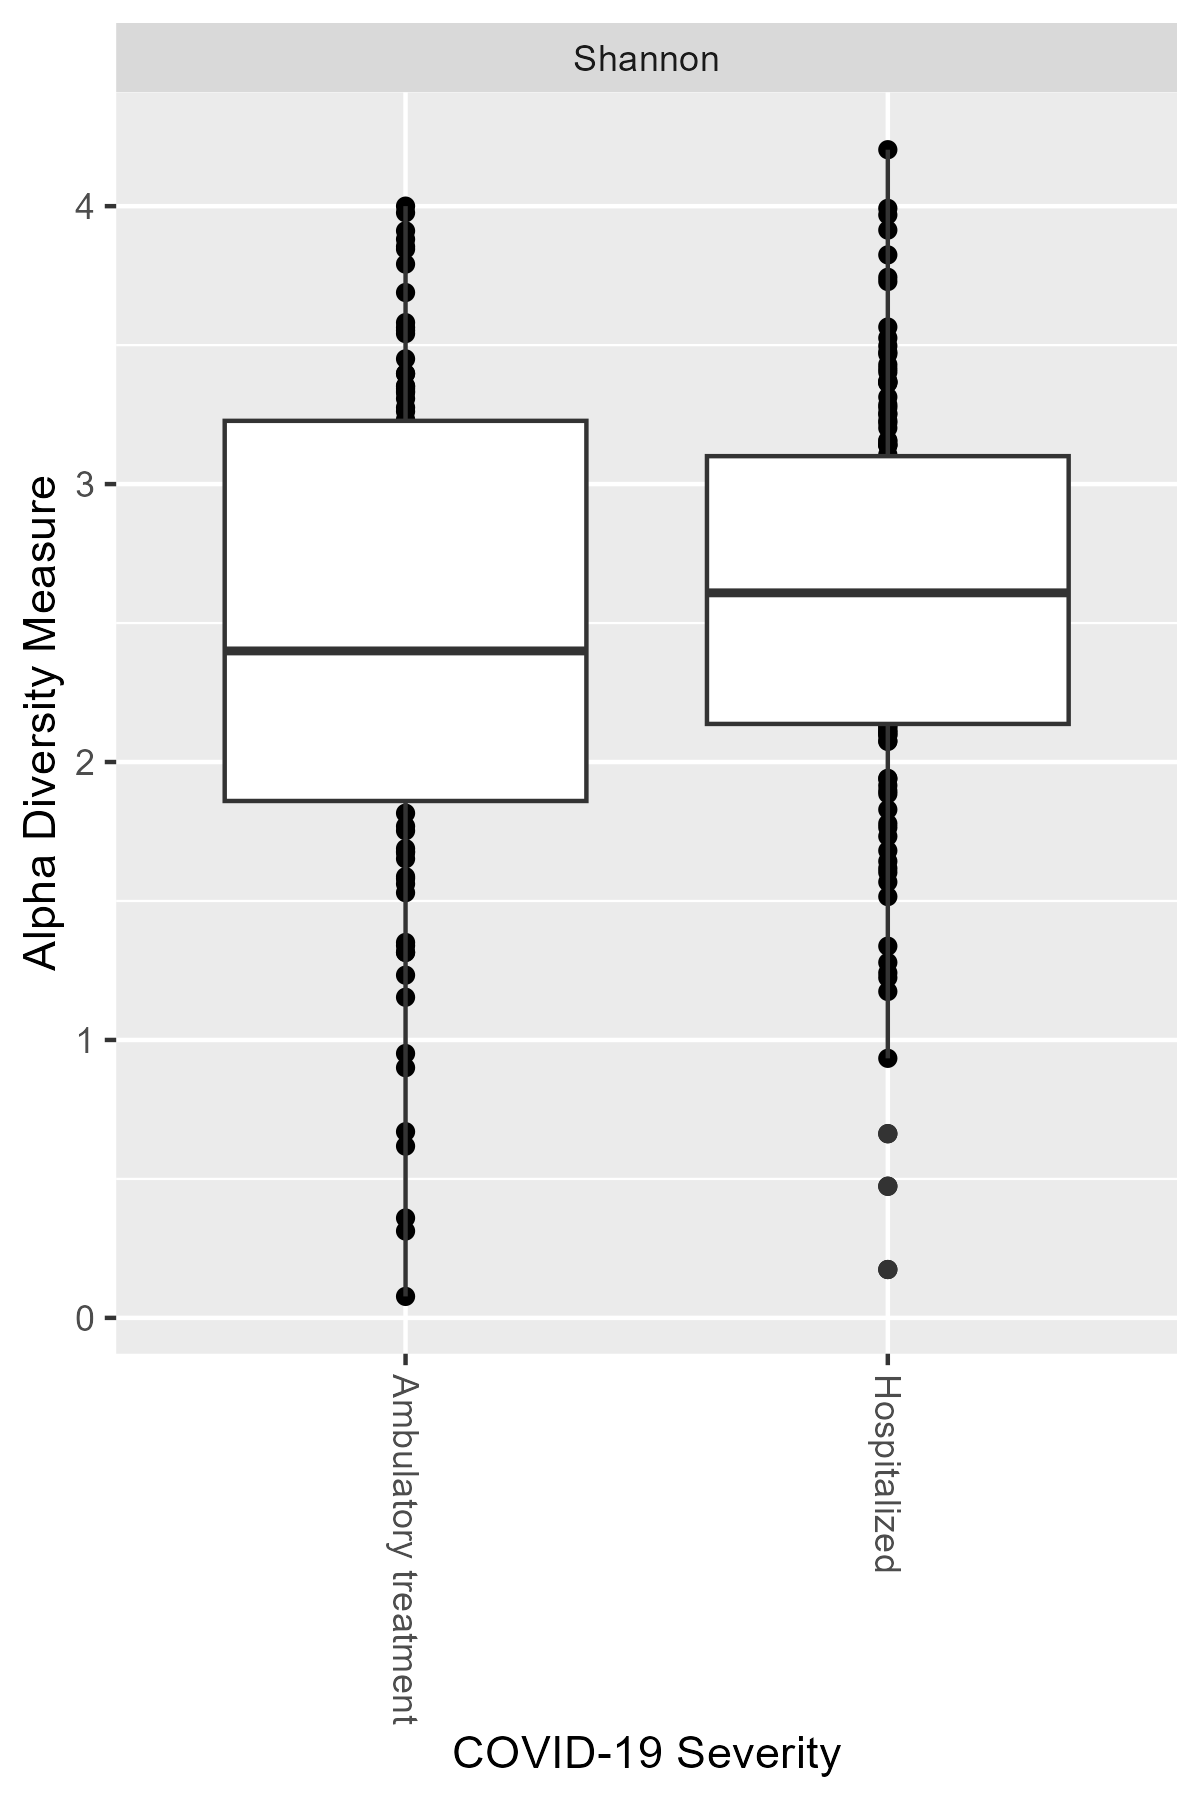 Shannon
Alpha Diversity Measure
4
3
2
1
0
Ambulatory treatment
Hospitalized
COVID-19 Severity